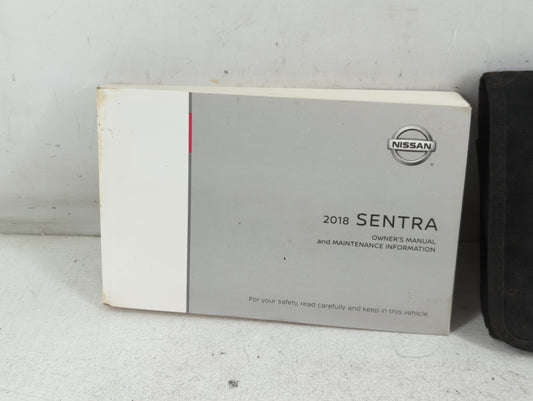 NISSAN
2018 SENTRA
OWNER'S MANUAL
and MAINTENANCE INFORMATION
For your safety, read carefully and keep in this vehicle.